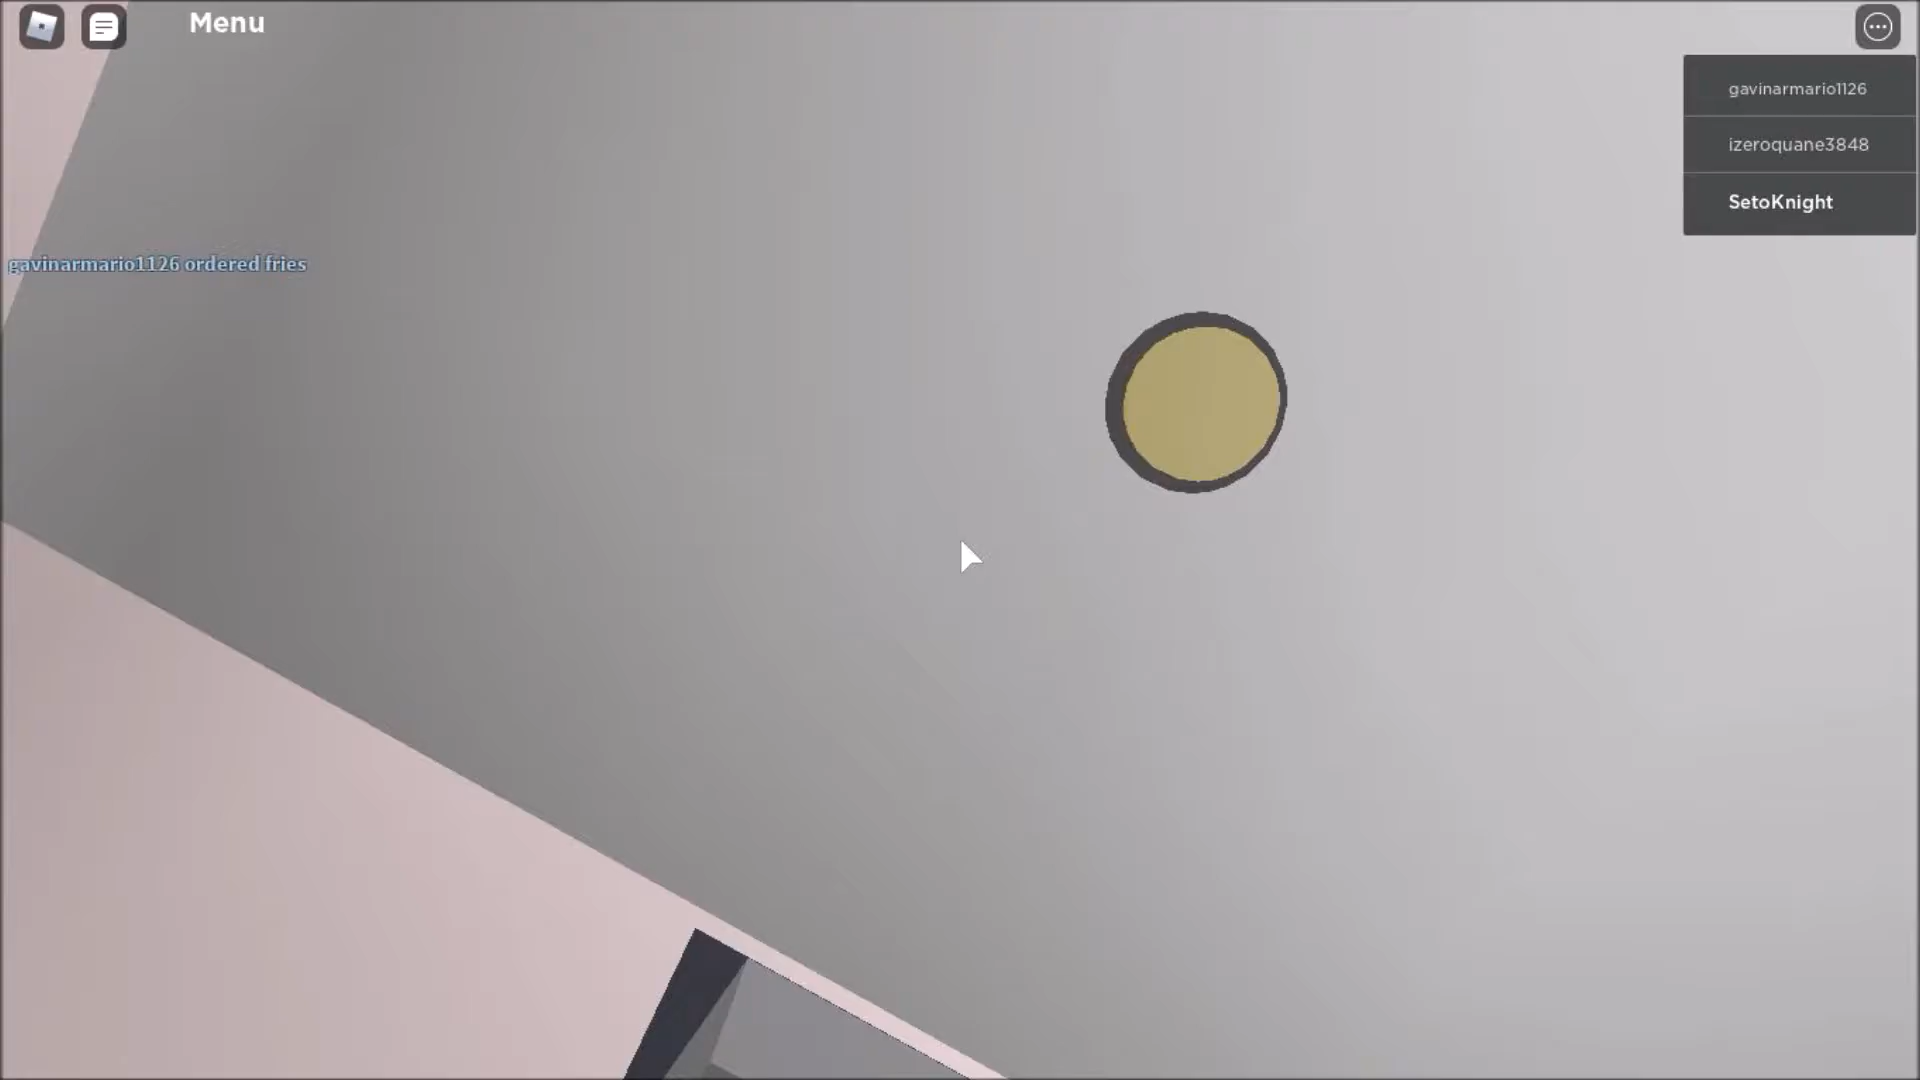 Menu
gavinarmario1126
izeroquane3848
SetoKnight
gavinarmario1126 ordered fries